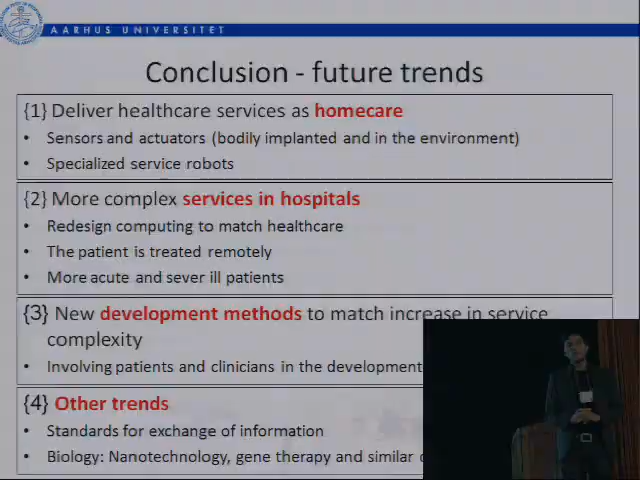 AARHUS UNIVERSITET
Conclusion - future trends
{1} Deliver healthcare services as homecare
• Sensors and actuators (bodily implanted and in the environment)
• Specialized service robots
{2} More complex services in hospitals
• Redesign computing to match healthcare
• The patient is treated remotely
• More acute and sever ill patients
{3} New development methods to match increase in service
complexity
• Involving patients and clinicians in the development
{4} Other trends
• Standards for exchange of information
• Biology: Nanotechnology, gene therapy and similar